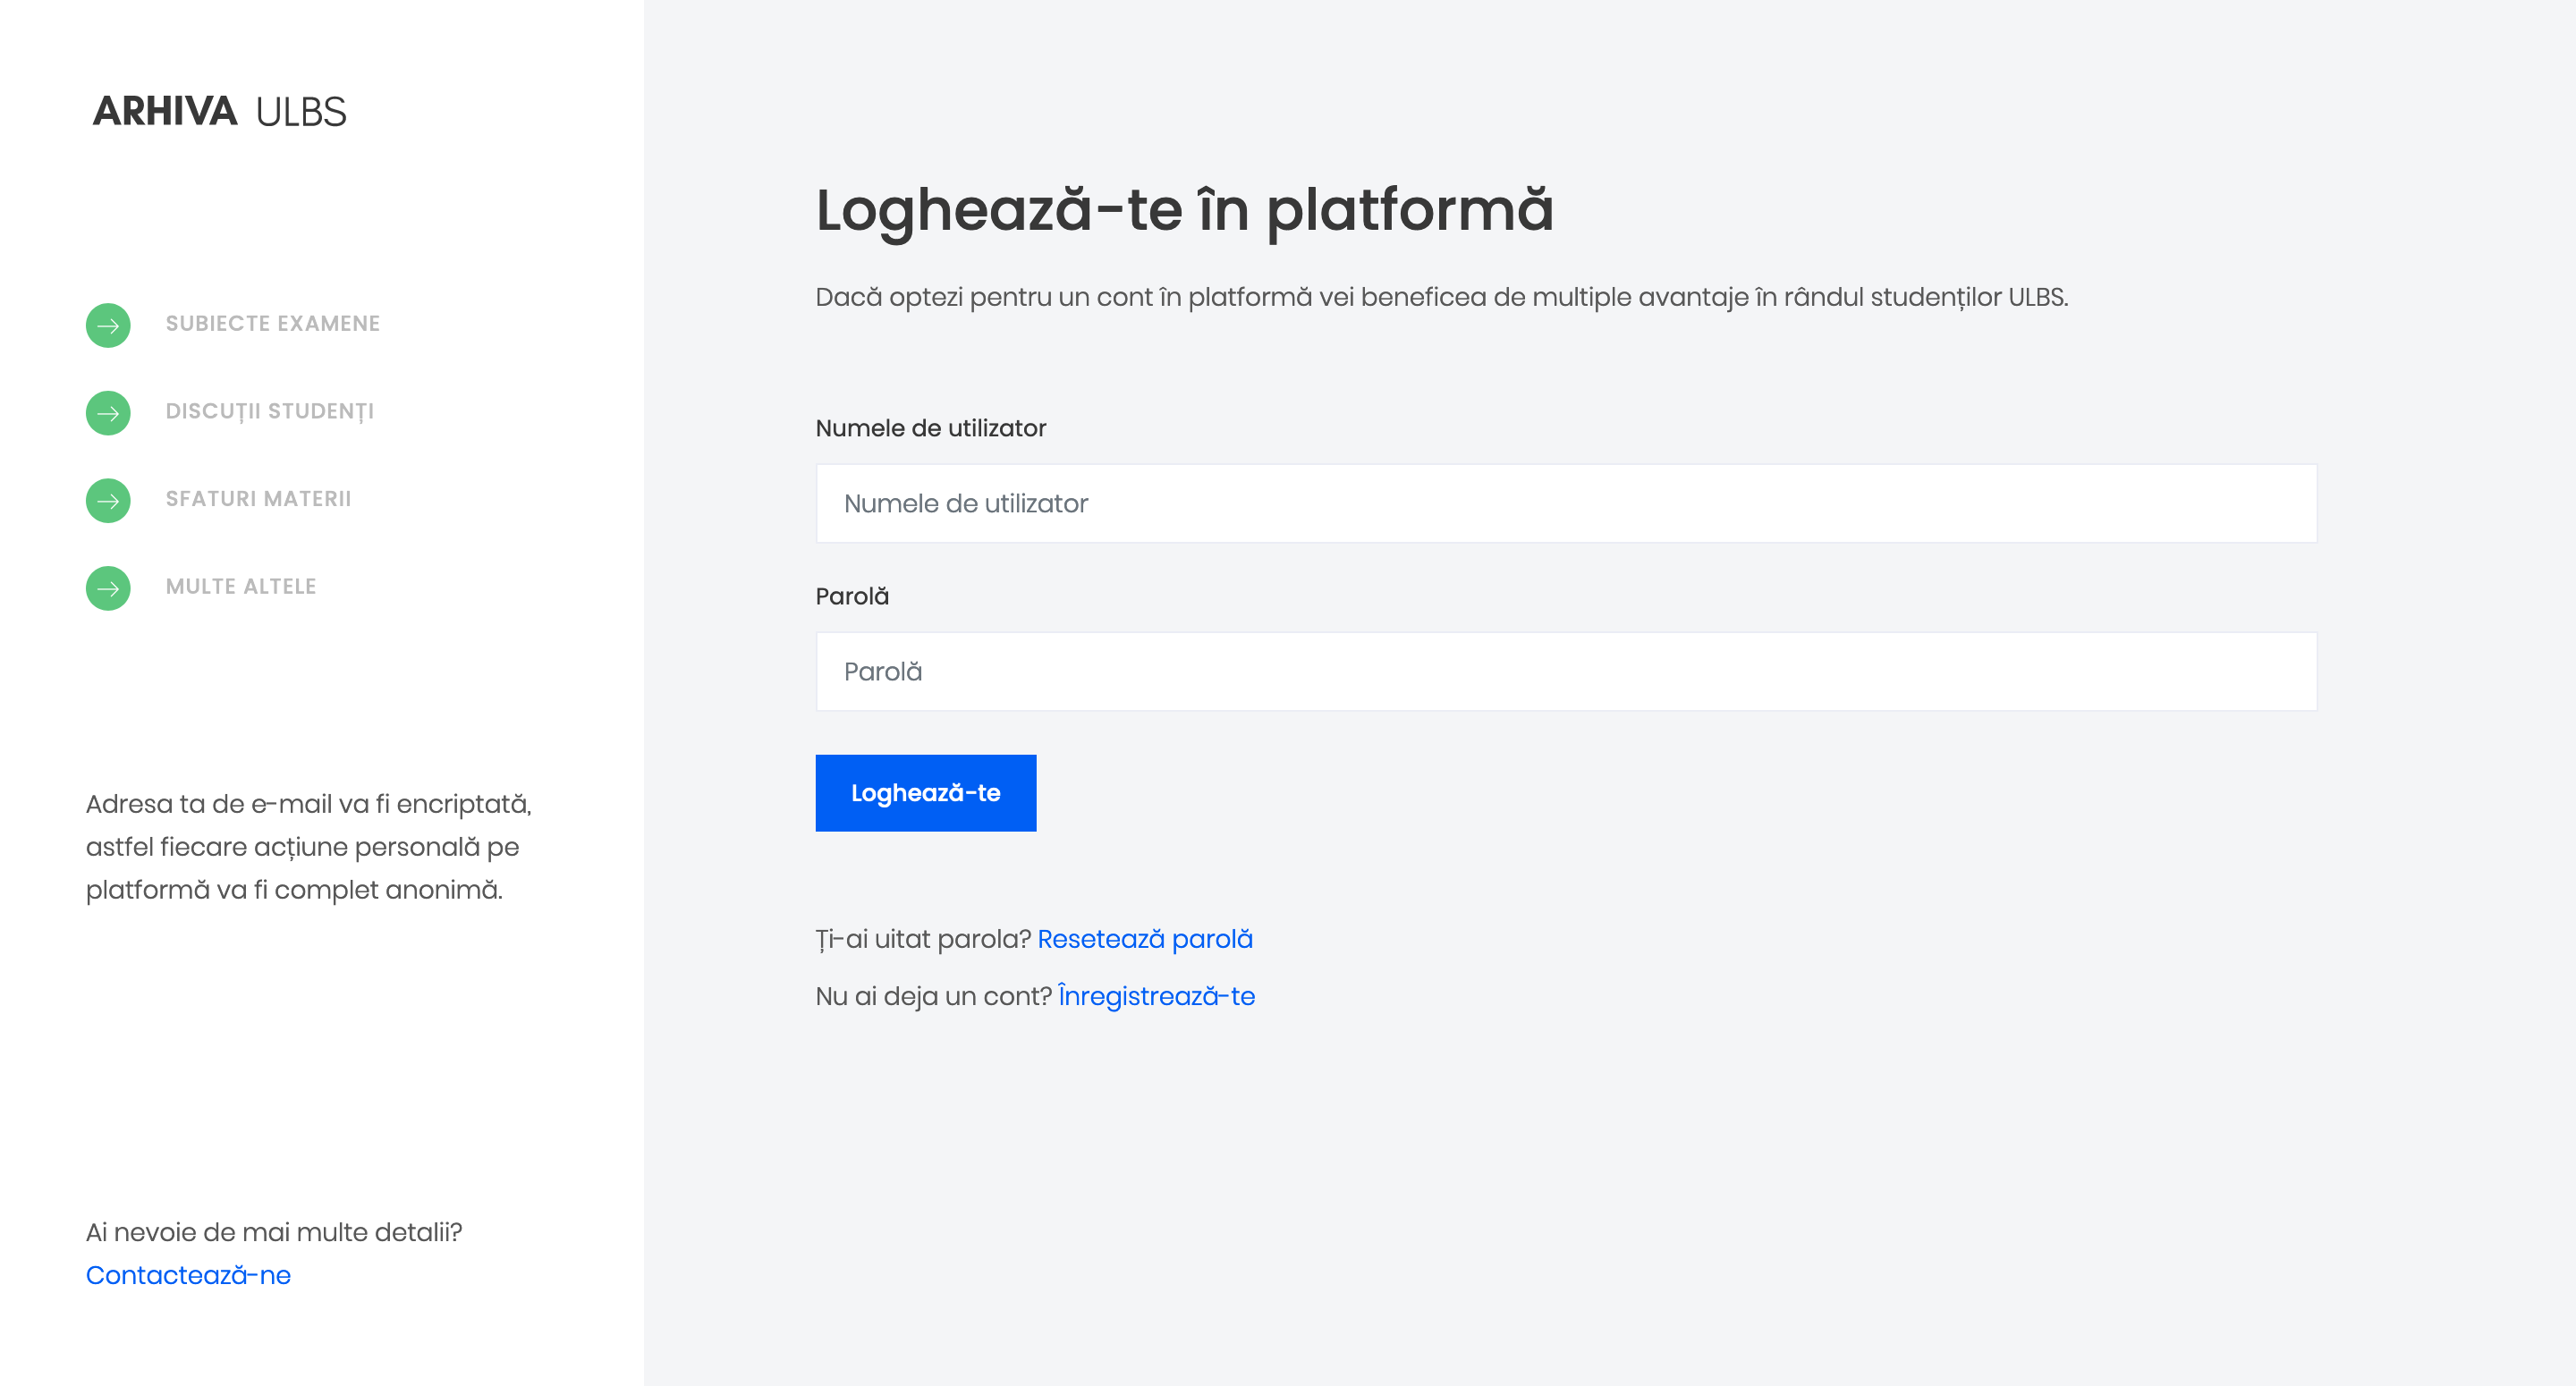 ARHIVA ULBS
SUBIECTE EXAMENE
DISCUȚII STUDENȚI
SFATURI MATERII
MULTE ALTELE
Adresa ta de e-mail va fi encriptată,
astfel fiecare acțiune personală pe
platformă va fi complet anonimă.
Ai nevoie de mai multe detalii?
Contactează-ne
Loghează-te în platformă
Dacă optezi pentru un cont în platformă vei beneficea de multiple avantaje în rândul studenților ULBS.
Numele de utilizator
Numele de utilizator
Parolă
Parolă
Loghează-te
Ți-ai uitat parola? Resetează parolă
Nu ai deja un cont? Înregistrează-te